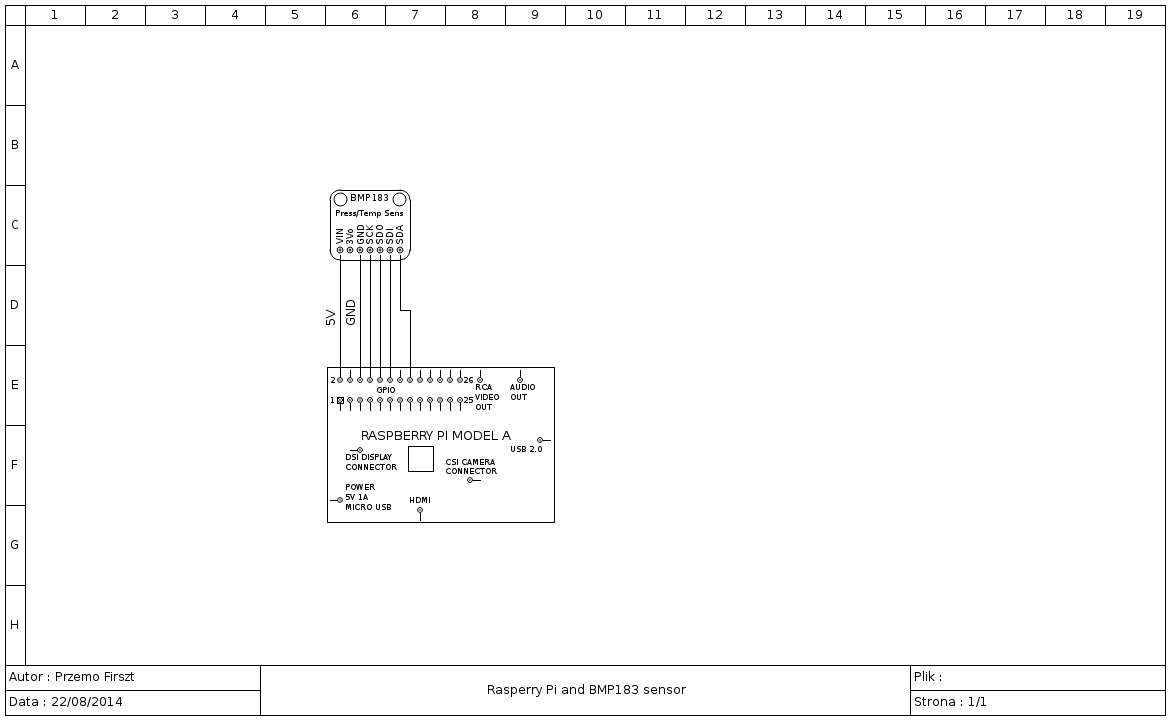 1 2 3 4 5 6 7 8 9 10 11 12 13 14 15 16 17 18 19
A
B
C
D
E
F
G
H
BMP183
Press/Temp Sens
VIN 3Vo GND SCK SDO SDI SDA
5V GND
2 26
GPIO
1 25
RCA
VIDEO
OUT
AUDIO
OUT
RASPBERRY PI MODEL A
USB 2.0
DSI DISPLAY
CONNECTOR
CSI CAMERA
CONNECTOR
POWER
5V 1A
MICRO USB
HDMI
Autor : Przemo Firszt
Data : 22/08/2014
Rasperry Pi and BMP183 sensor
Plik :
Strona : 1/1